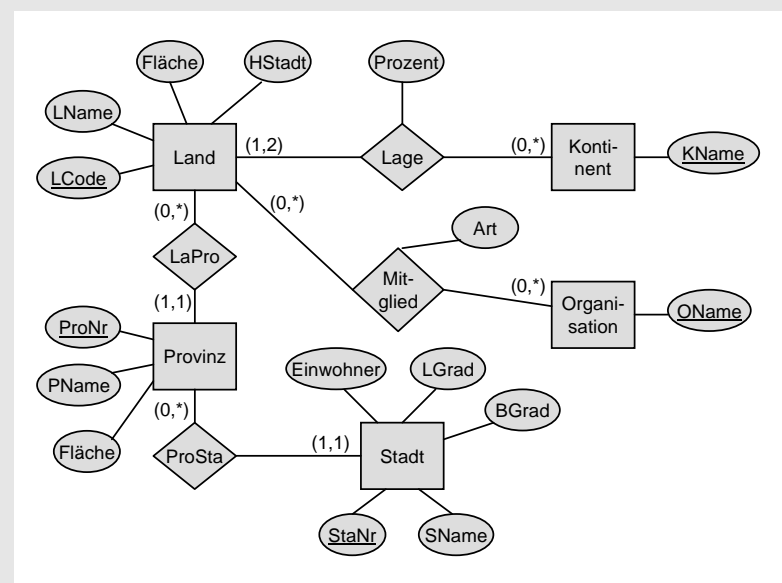 Fläche
HStadt
Prozent
LName
Land
(1,2)
Lage
(0,*)
Konti-
nent
KName
LCode
(0,*)
(0,*)
Art
LaPro
Mit-
glied
(0,*)
Organi-
sation
OName
(1,1)
ProNr
Provinz
PName
Einwohner
LGrad
(0,*)
BGrad
Fläche
ProSta
(1,1)
Stadt
StaNr
SName